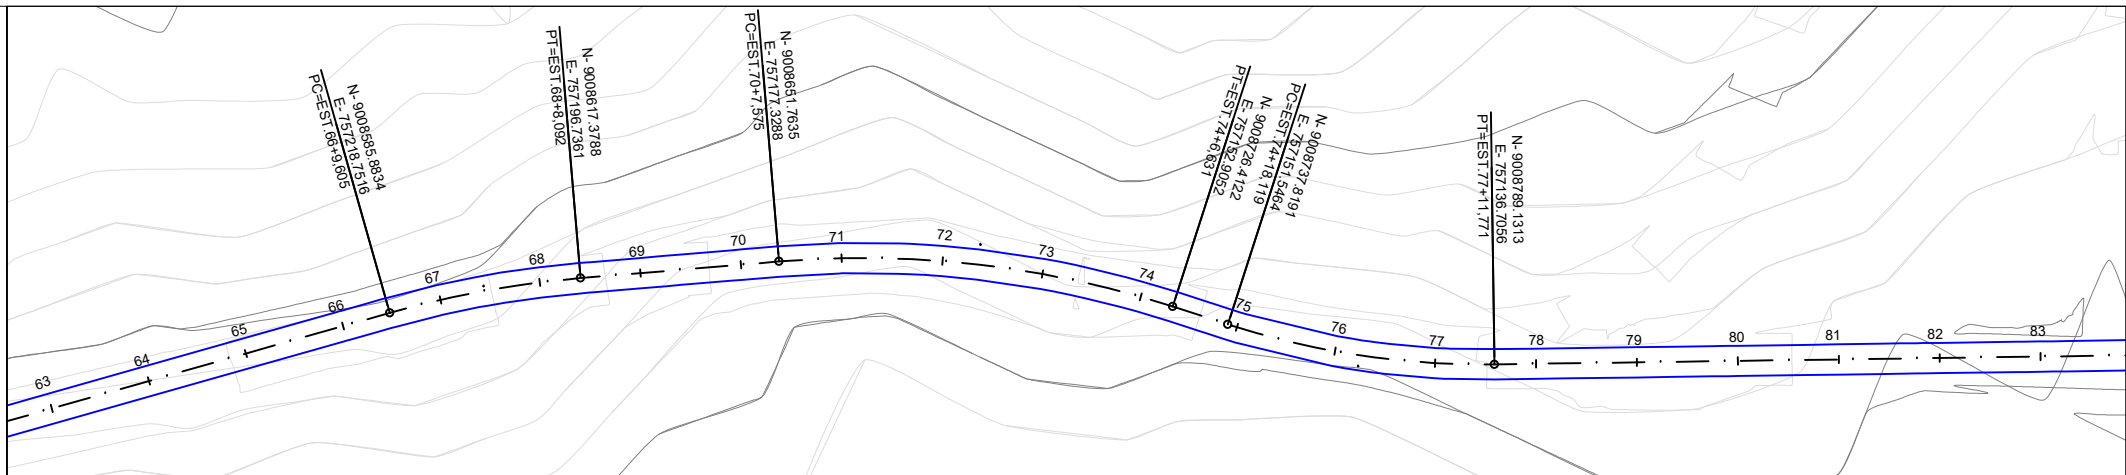 N- 9008585.8834
E- 757218.7516
PC=EST.66+9,605
N- 9008617.3788
E- 757196.7361
PT=EST.68+8,092
N- 9008651.7635
E- 757177.3288
PC=EST.70+7,575
N- 9008726.4122
E- 757152.9052
PT=EST.74+6,631
N- 9008737.8191
E- 757151.5464
PC=EST.74+18,119
N- 9008789.1313
E- 757136.7056
PT=EST.77+11,771
63
64
65
66
67
68
69
70
71
72
73
74
75
76
77
78
79
80
81
82
83